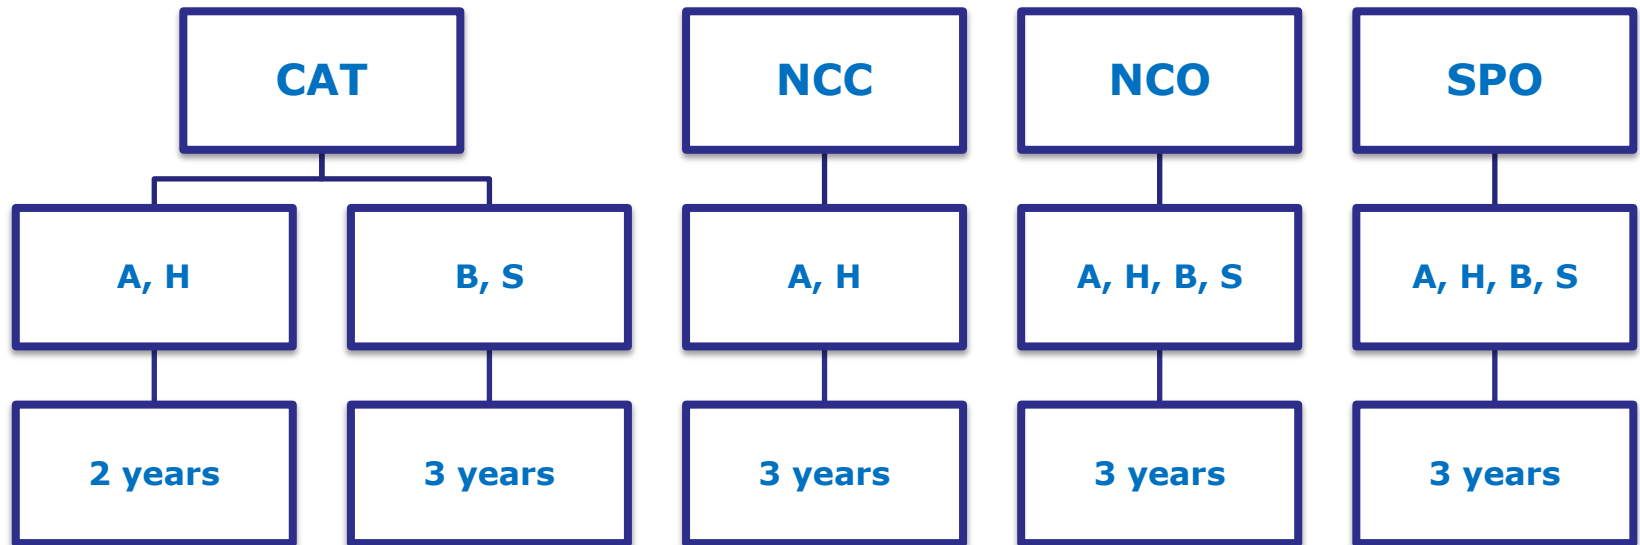 CAT
NCC
NCO
SPO
A, H
B, S
A, H
A, H, B, S
A, H, B, S
2 years
3 years
3 years
3 years
3 years